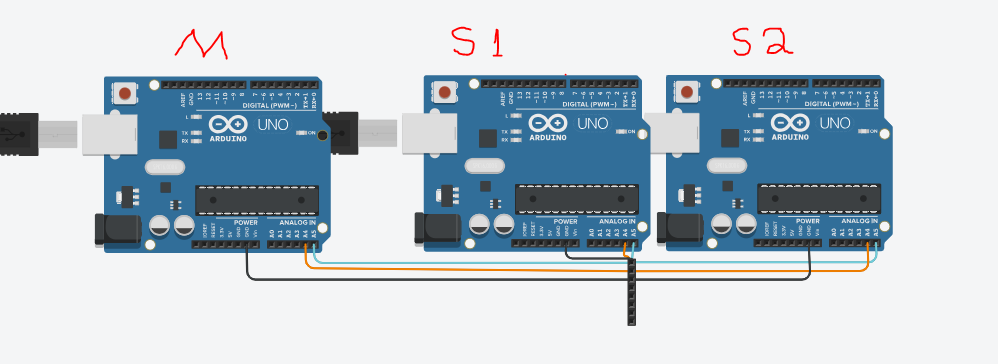 M S1 S2
AREF GND 13 12 ~11 ~10 ~9 8 7 ~6 ~5 4 ~3 2 TX→1 RX←0
DIGITAL (PWM~)
L
TX
RX
UNO
ARDUINO
ON
POWER ANALOG IN
IOREF RESET 3.3V 5V GND GND Vin A0 A1 A2 A3 A4 A5
AREF GND 13 12 ~11 ~10 ~9 8 7 ~6 ~5 4 ~3 2 TX→1 RX←0
DIGITAL (PWM~)
L
TX
RX
UNO
ARDUINO
ON
POWER ANALOG IN
IOREF RESET 3.3V 5V GND GND Vin A0 A1 A2 A3 A4 A5
AREF GND 13 12 ~11 ~10 ~9 8 7 ~6 ~5 4 ~3 2 TX→1 RX←0
DIGITAL (PWM~)
L
TX
RX
UNO
ARDUINO
ON
POWER ANALOG IN
IOREF RESET 3.3V 5V GND GND Vin A0 A1 A2 A3 A4 A5